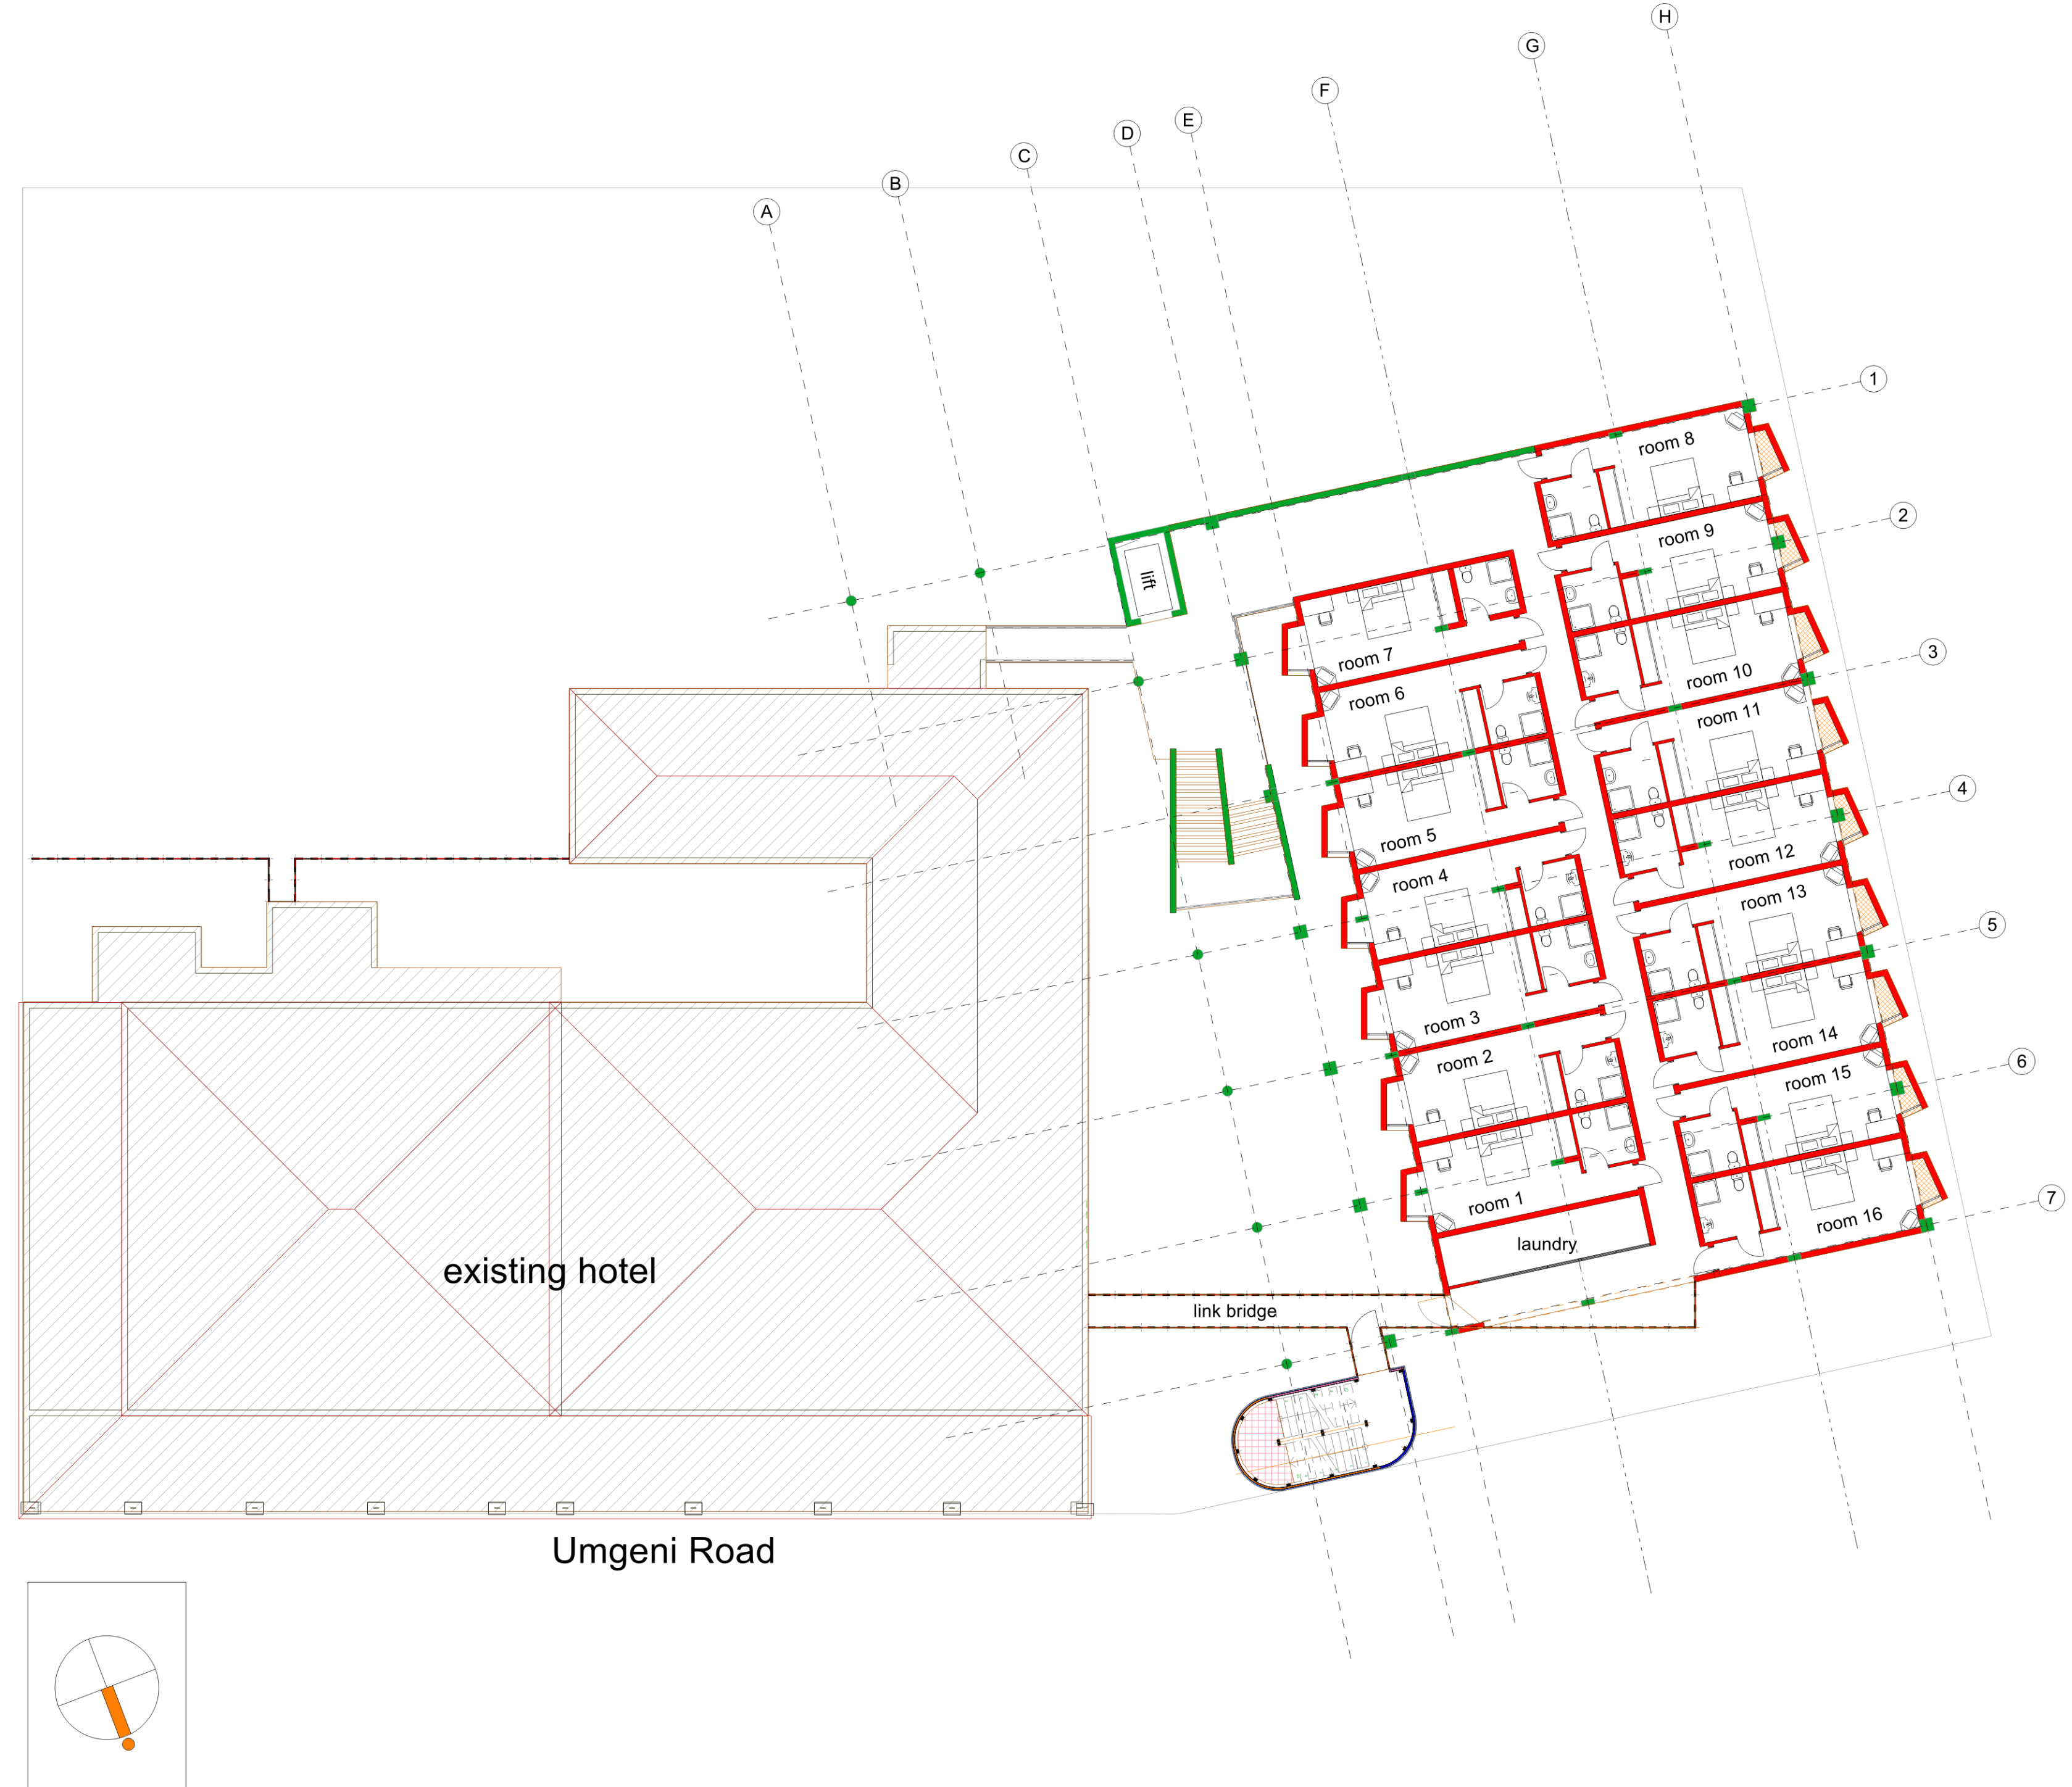 H
G
F
E
D
C
B
A
1
2
3
4
5
6
7
lift
room 8
room 9
room 7
room 10
room 6
room 11
room 5
room 12
room 4
room 13
room 3
room 14
room 2
room 15
room 1
room 16
laundry
existing hotel
link bridge
Umgeni Road